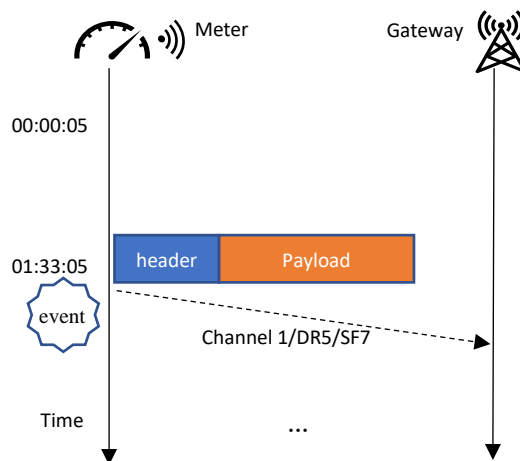 Meter
Gateway
00:00:05
header
Payload
01:33:05
event
Channel 1/DR5/SF7
Time
...